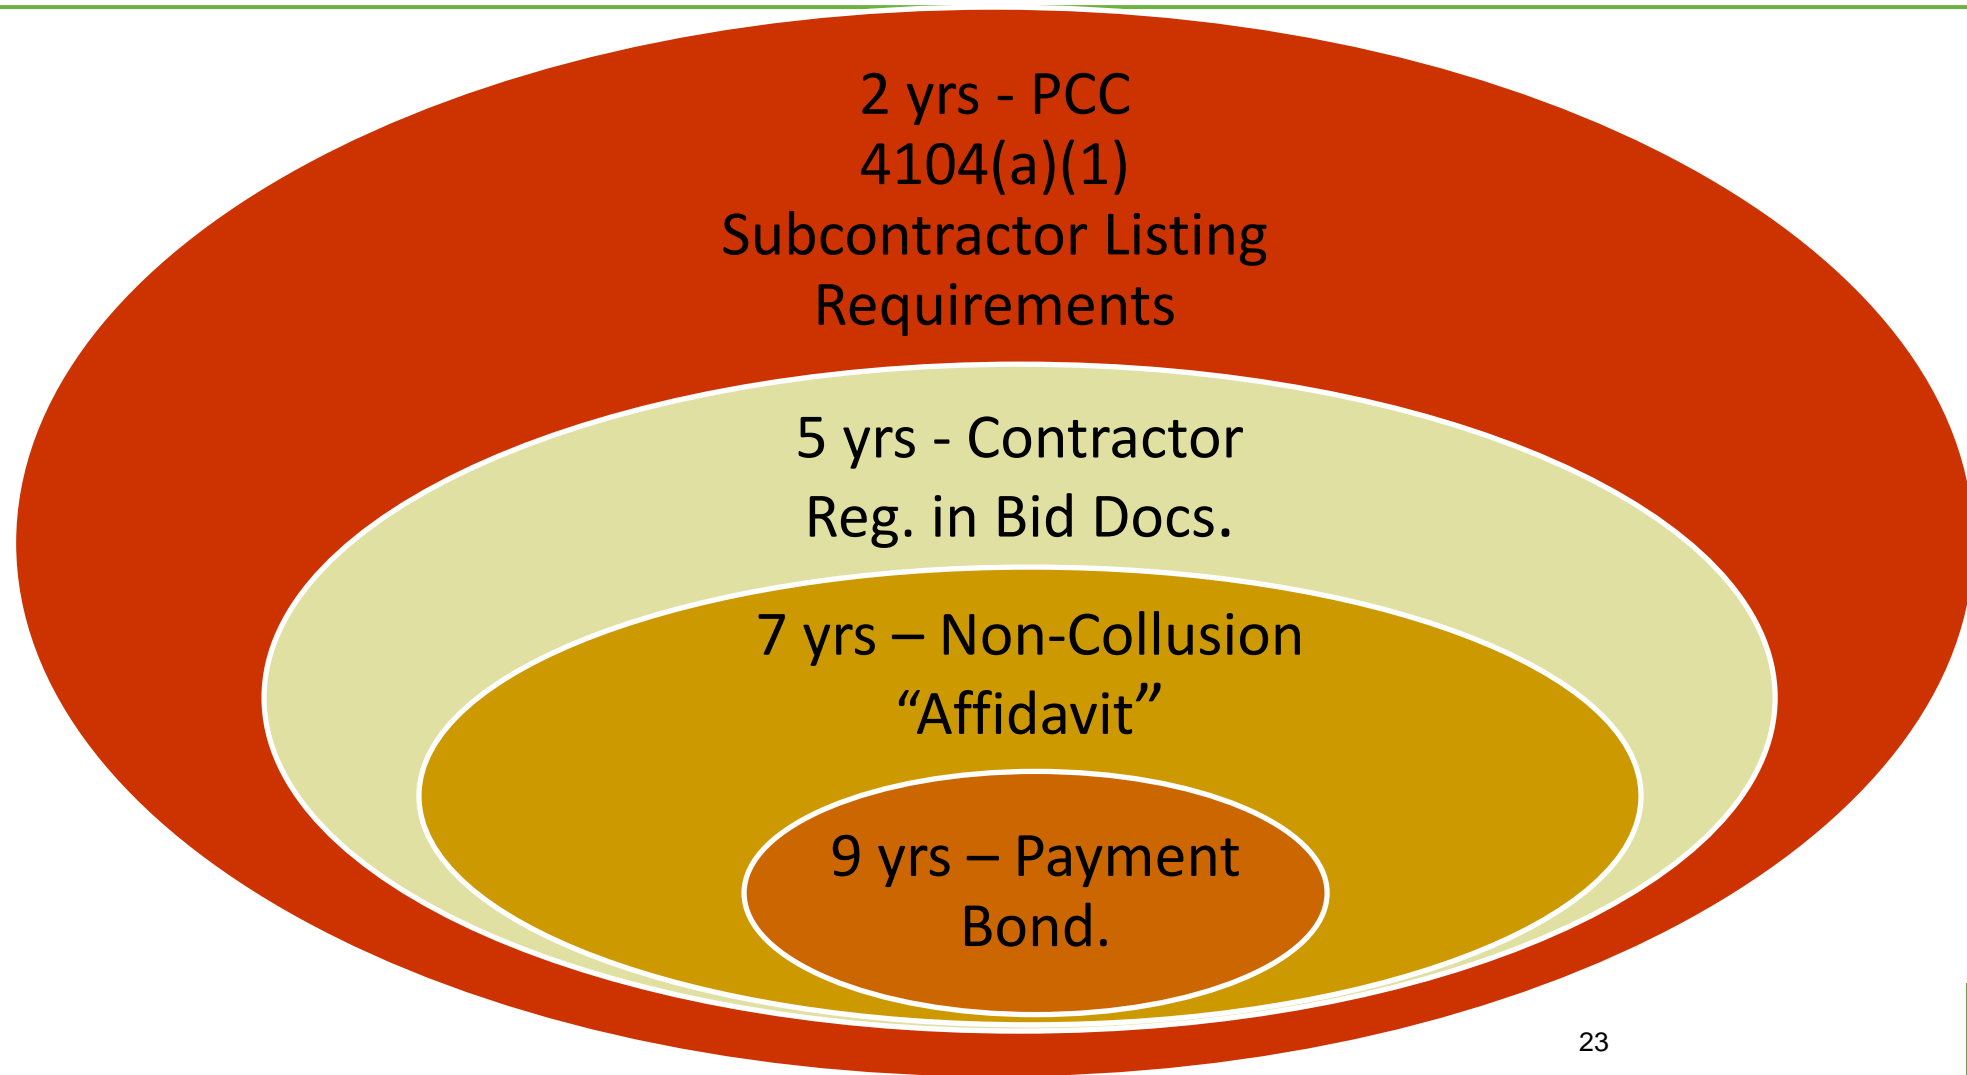 2 yrs - PCC
4104(a)(1)
Subcontractor Listing
Requirements
5 yrs - Contractor
Reg. in Bid Docs.
7 yrs – Non-Collusion
“Affidavit”
9 yrs – Payment
Bond.
23